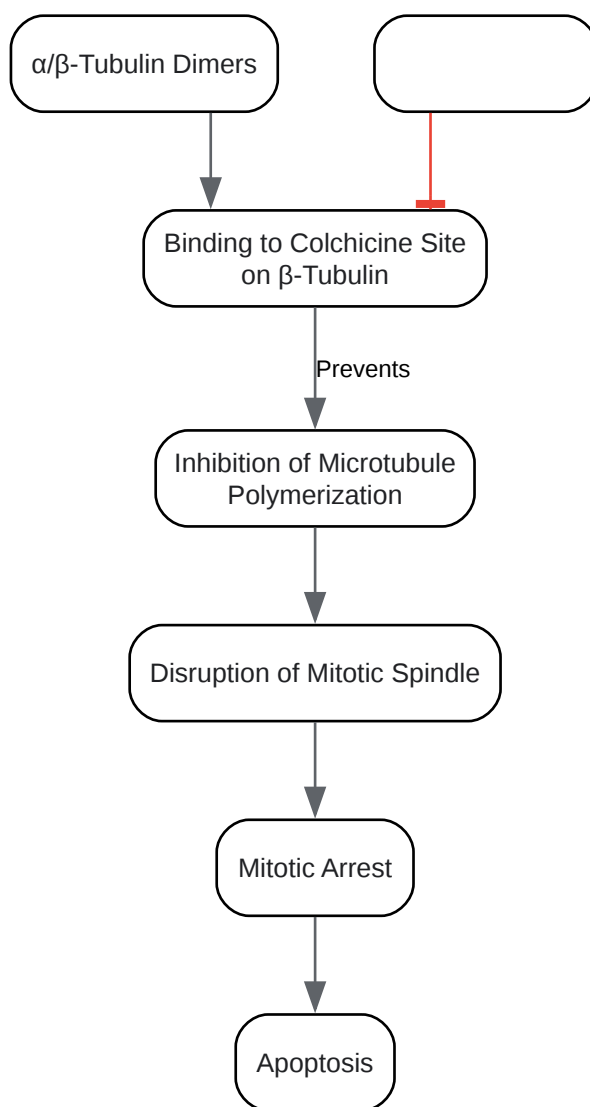 α/β-Tubulin Dimers
Binding to Colchicine Site
on β-Tubulin
Prevents
Inhibition of Microtubule
Polymerization
Disruption of Mitotic Spindle
Mitotic Arrest
Apoptosis